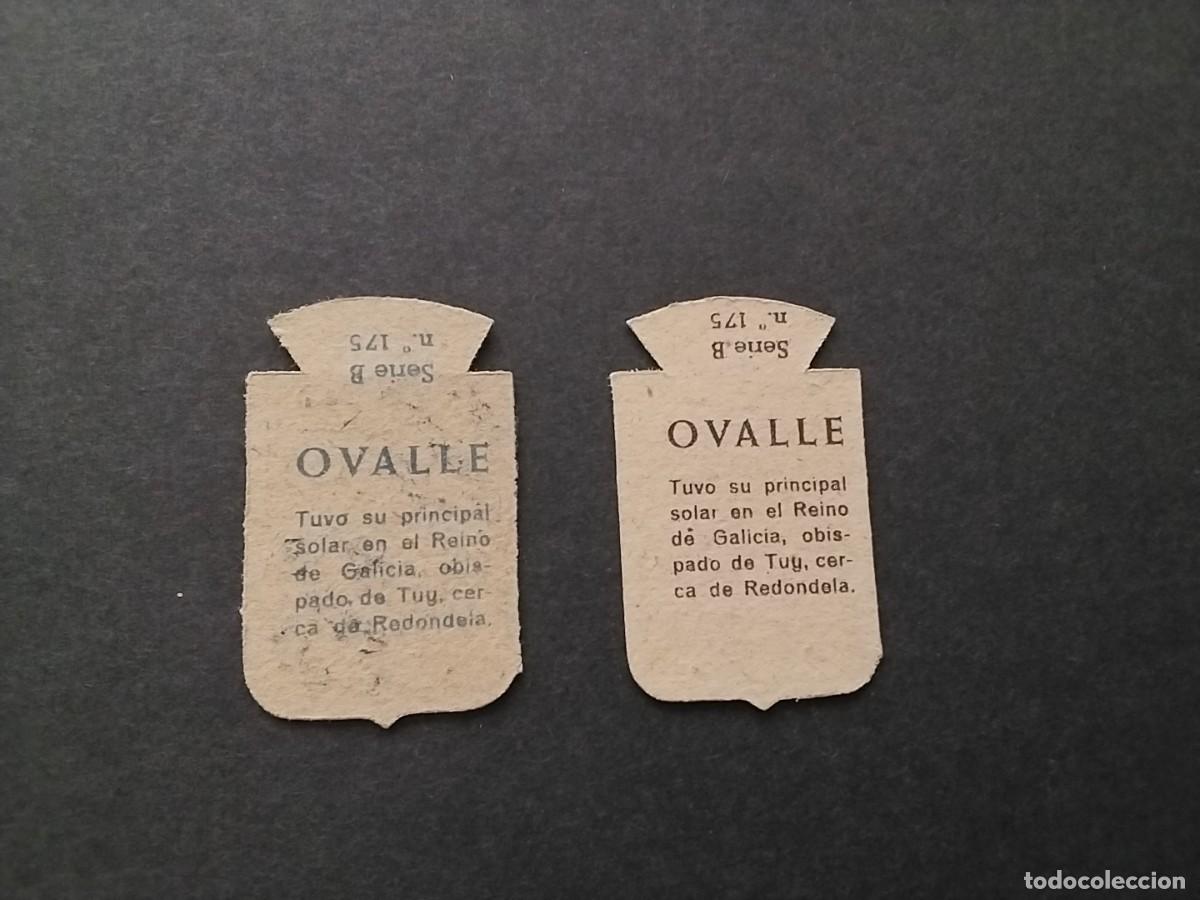 Serie B
n.º 175
OVALLE
Tuvo su principal
solar en el Reino
de Galicia, obis-
pado de Tuy, cer-
ca de Redondela.
Serie B
n.º 175
OVALLE
Tuvo su principal
solar en el Reino
de Galicia, obis-
pado de Tuy, cer-
ca de Redondela.
todocoleccion